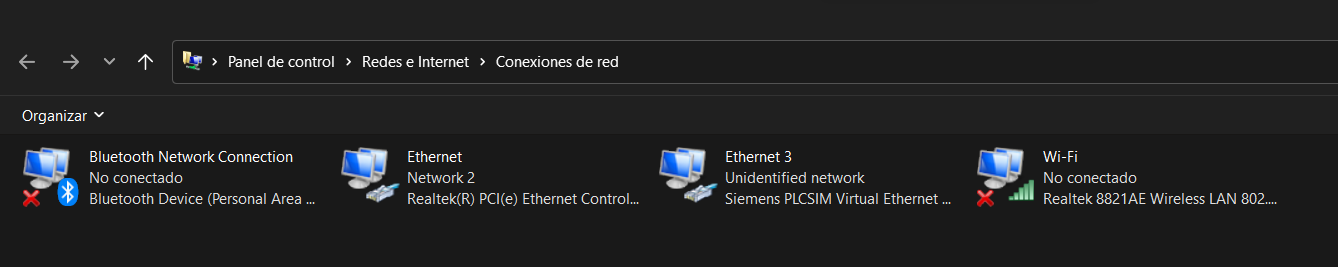 Panel de control > Redes e Internet > Conexiones de red
Organizar
Bluetooth Network Connection
No conectado
Bluetooth Device (Personal Area ...
Ethernet
Network 2
Realtek(R) PCI(e) Ethernet Control...
Ethernet 3
Unidentified network
Siemens PLCSIM Virtual Ethernet ...
Wi-Fi
No conectado
Realtek 8821AE Wireless LAN 802....